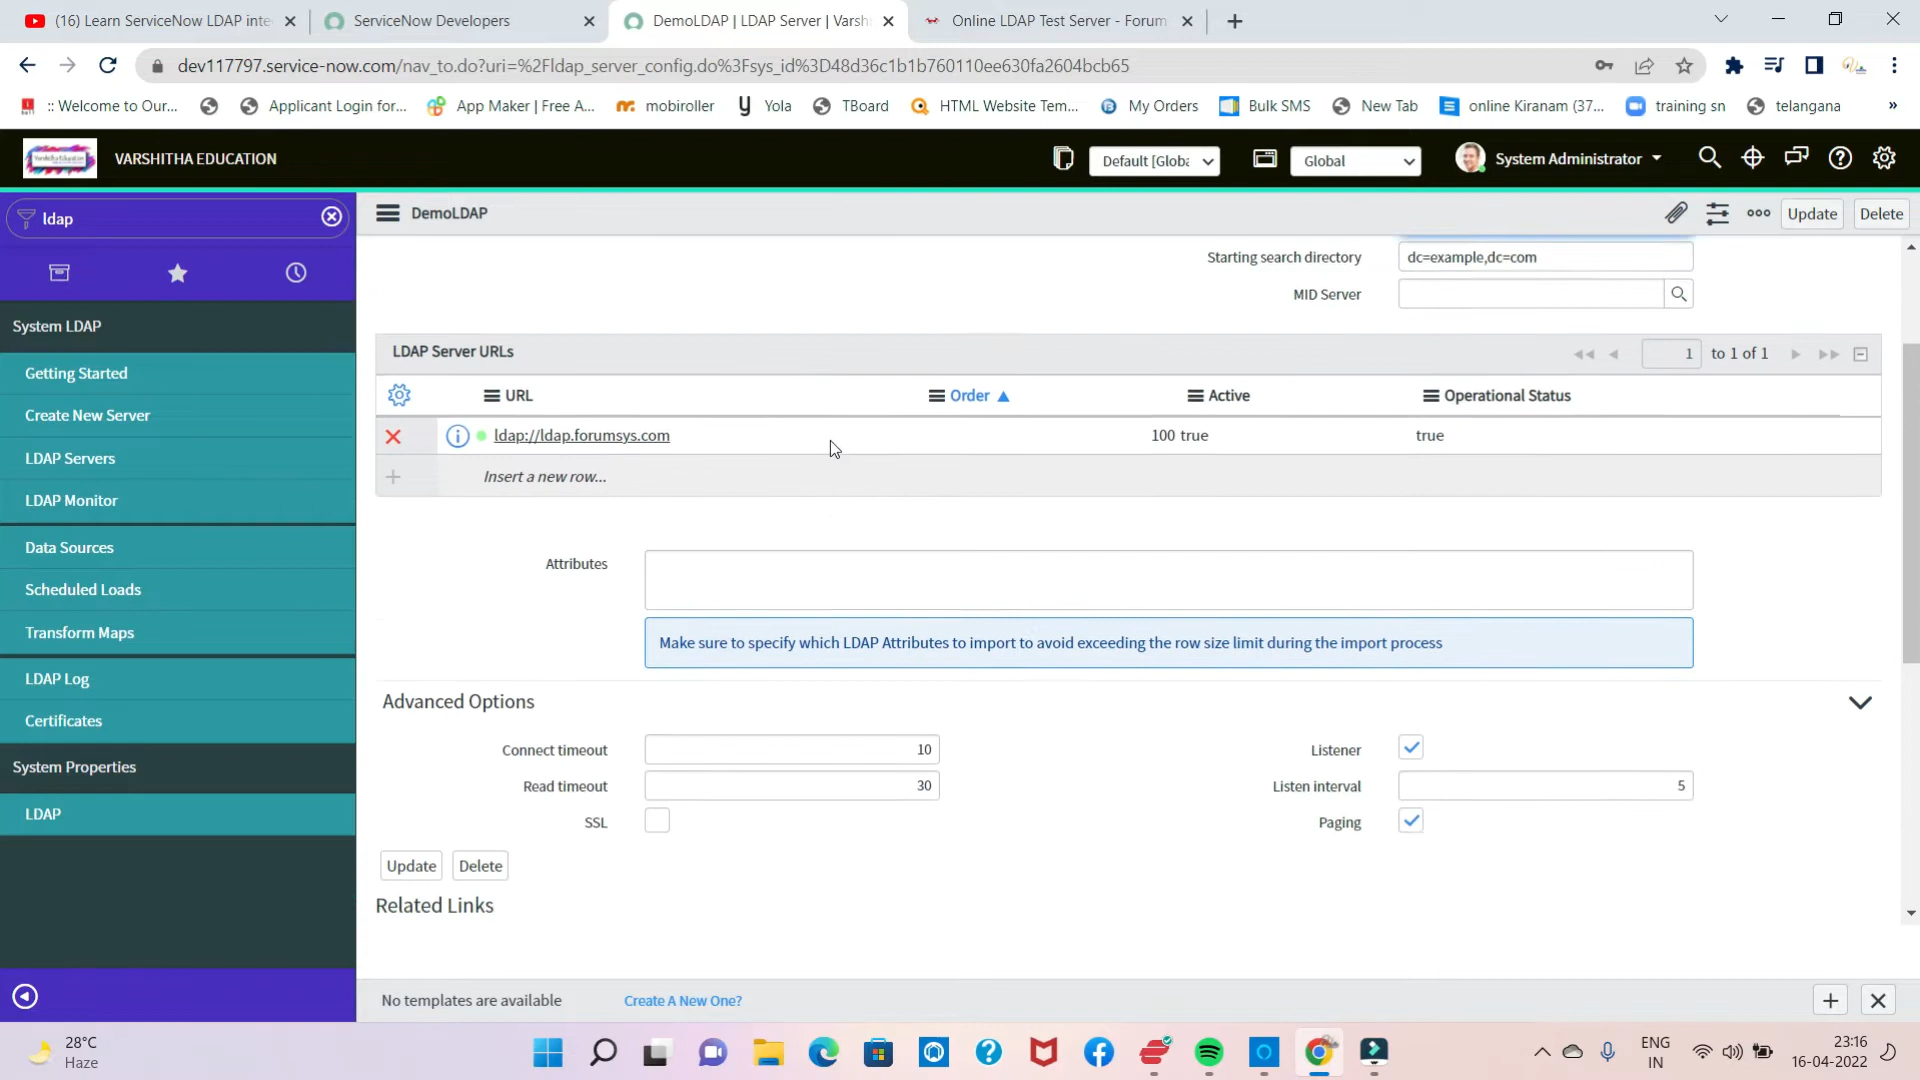 (16) Learn ServiceNow LDAP inte
ServiceNow Developers
DemoLDAP | LDAP Server | Varsh
Online LDAP Test Server - Forum
dev117797.service-now.com/nav_to.do?uri=%2Fldap_server_config.do%3Fsys_id%3D48d36c1b1b760110ee630fa2604bcb65
:: Welcome to Our...
Applicant Login for...
App Maker | Free A...
mobiroller
Yola
TBoard
HTML Website Tem...
My Orders
Bulk SMS
New Tab
online Kiranam (37...
training sn
telangana
»
VARSHITHA EDUCATION
Default [Globa
Global
System Administrator
ldap
DemoLDAP
Update
Delete
System LDAP
Getting Started
Create New Server
LDAP Servers
LDAP Monitor
Data Sources
Scheduled Loads
Transform Maps
LDAP Log
Certificates
System Properties
LDAP
Starting search directory
dc=example,dc=com
MID Server
LDAP Server URLs
1 to 1 of 1
URL
Order
Active
Operational Status
ldap://ldap.forumsys.com
100
true
true
Insert a new row...
Attributes
Make sure to specify which LDAP Attributes to import to avoid exceeding the row size limit during the import process
Advanced Options
Connect timeout
10
Listener
Read timeout
30
Listen interval
5
SSL
Paging
Update
Delete
Related Links
No templates are available
Create A New One?
28°C
Haze
ENG
IN
23:16
16-04-2022